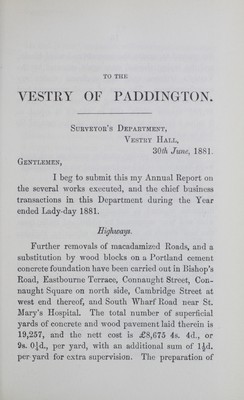 TO THE
VESTRY OF PADDINGTON.
SURVEYOR'S DEPARTMENT,
VESTRY HALL,
30th June, 1881.
GENTLEMEN,
I beg to submit this my Annual Report on
the several works executed, and the chief business
transactions in this Department during the Year
ended Lady-day 1881.
Highways.
Further removals of macadamized Roads, and a
substitution by wood blocks on a Portland cement
concrete foundation have been carried out in Bishop's
Road, Eastbourne Terrace, Connaught Street, Con-
naught Square on north side, Cambridge Street at
west end thereof, and South Wharf Road near St.
Mary's Hospital. The total number of superficial
yards of concrete and wood pavement laid therein is
19,257, and the nett cost is £8,675 4s. 4d., or
9s. 0¼d., per yard, with an additional sum of 1½d.
per yard for extra supervision. The preparation of